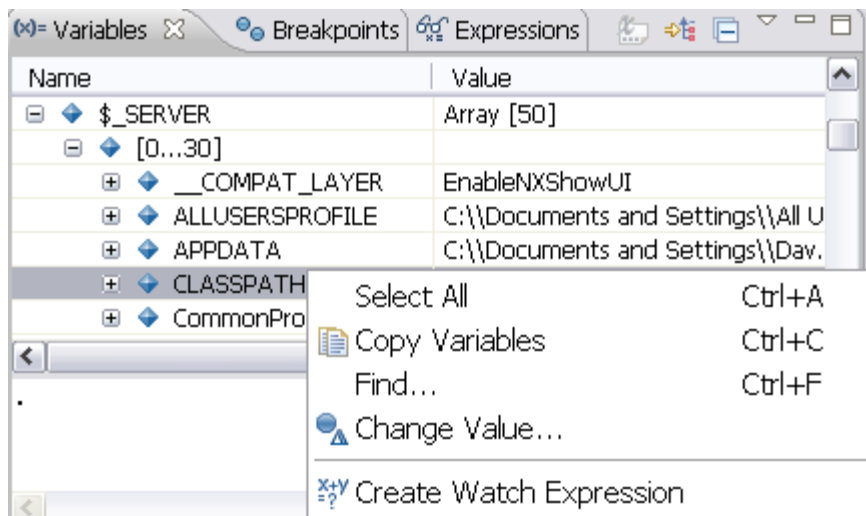 (x)= Variables Breakpoints Expressions
Name Value
$_SERVER Array [50]
[0...30]
__COMPAT_LAYER EnableNXShowUI
ALLUSERSPROFILE C:\\Documents and Settings\\All U
APPDATA C:\\Documents and Settings\\Dav.
CLASSPATH
CommonPro
.
Select All Ctrl+A
Copy Variables Ctrl+C
Find... Ctrl+F
Change Value...
x+y=? Create Watch Expression